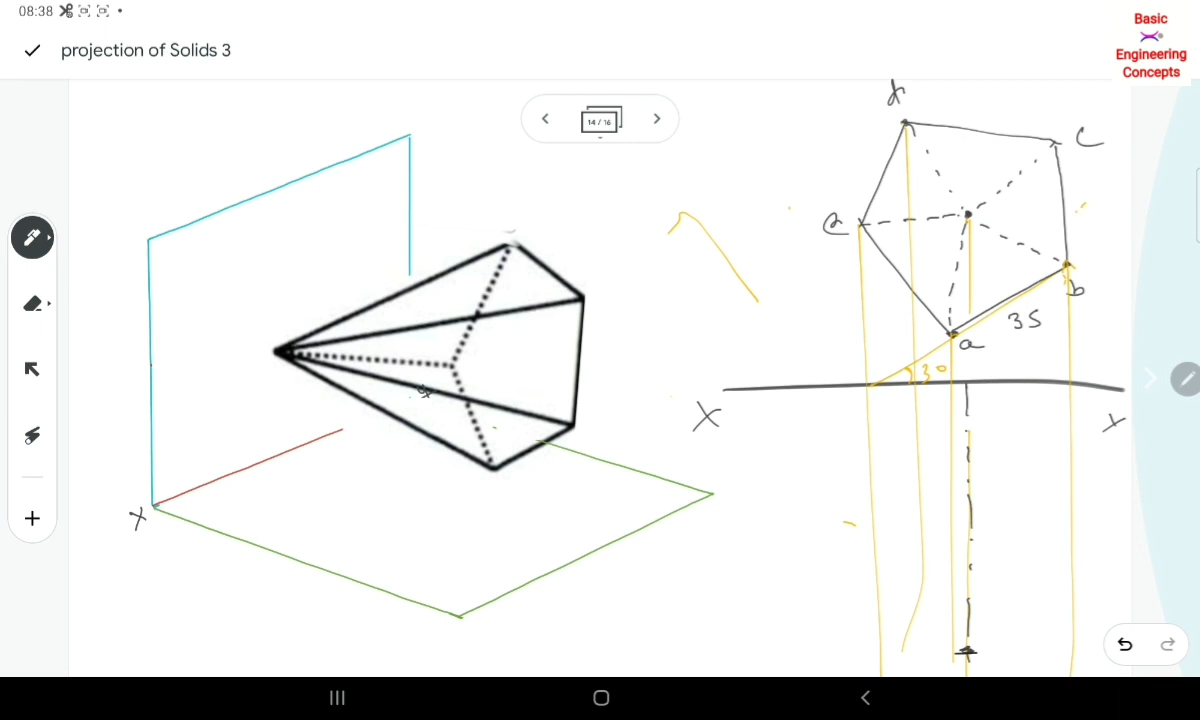 08:38
projection of Solids 3
Basic
Engineering
Concepts
14 / 16
d
c
e
b
35
a
30
X
X